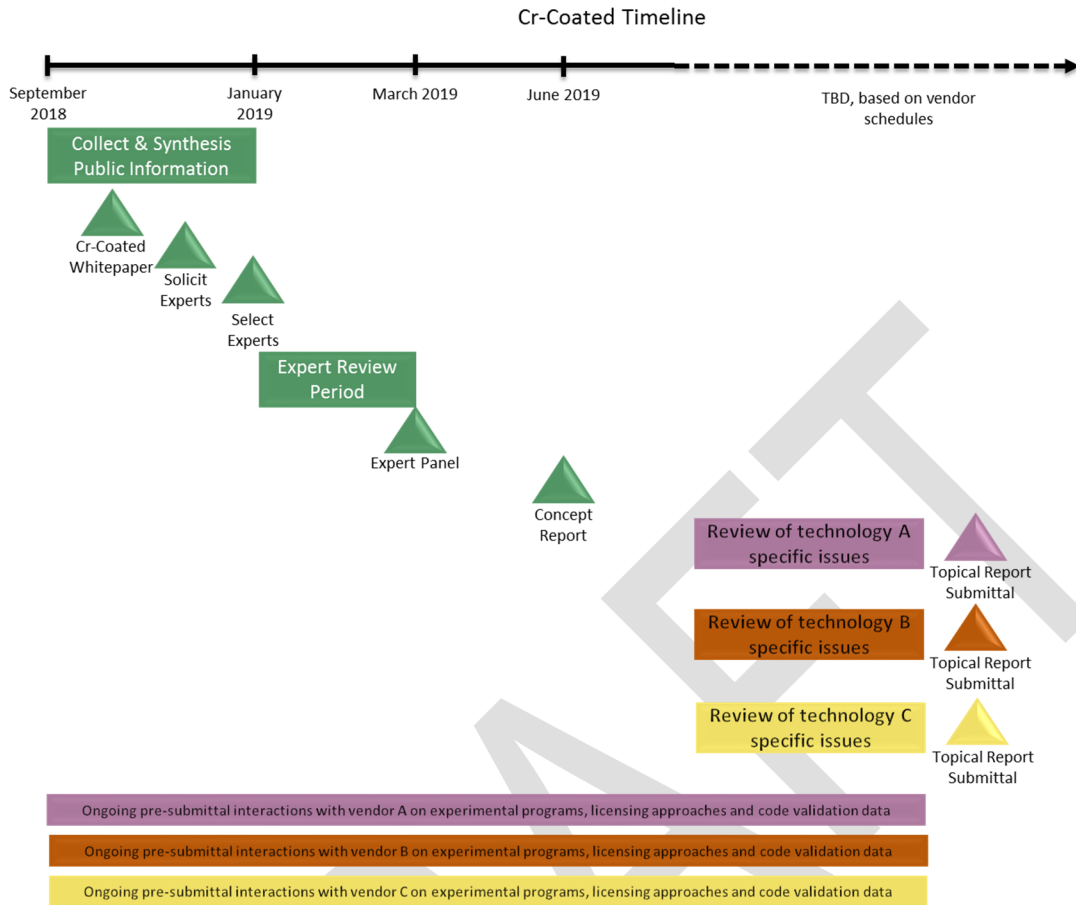 Cr-Coated Timeline
September
2018
January
2019
March 2019
June 2019
TBD, based on vendor
schedules
Collect & Synthesis
Public Information
Cr-Coated
Whitepaper
Solicit
Experts
Select
Experts
Expert Review
Period
Expert Panel
Concept
Report
Review of technology A
specific issues
Topical Report
Submittal
Review of technology B
specific issues
Topical Report
Submittal
Review of technology C
specific issues
Topical Report
Submittal
Ongoing pre-submittal interactions with vendor A on experimental programs, licensing approaches and code validation data
Ongoing pre-submittal interactions with vendor B on experimental programs, licensing approaches and code validation data
Ongoing pre-submittal interactions with vendor C on experimental programs, licensing approaches and code validation data
AFT